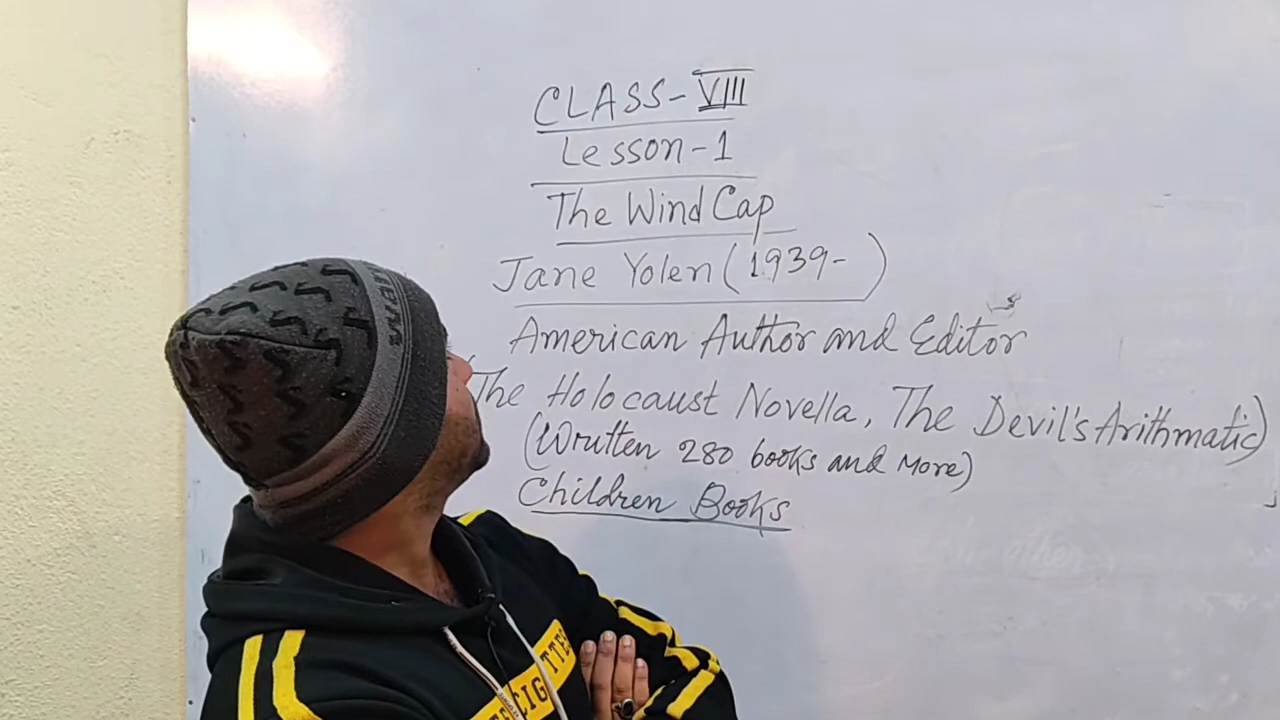 CLASS-VIII
Lesson-1
The Wind Cap
Jane Yolen (1939- )
American Author and Editor
The Holocaust Novella, The Devil's Arithmatic)
(Written 280 books and More)
Children Books